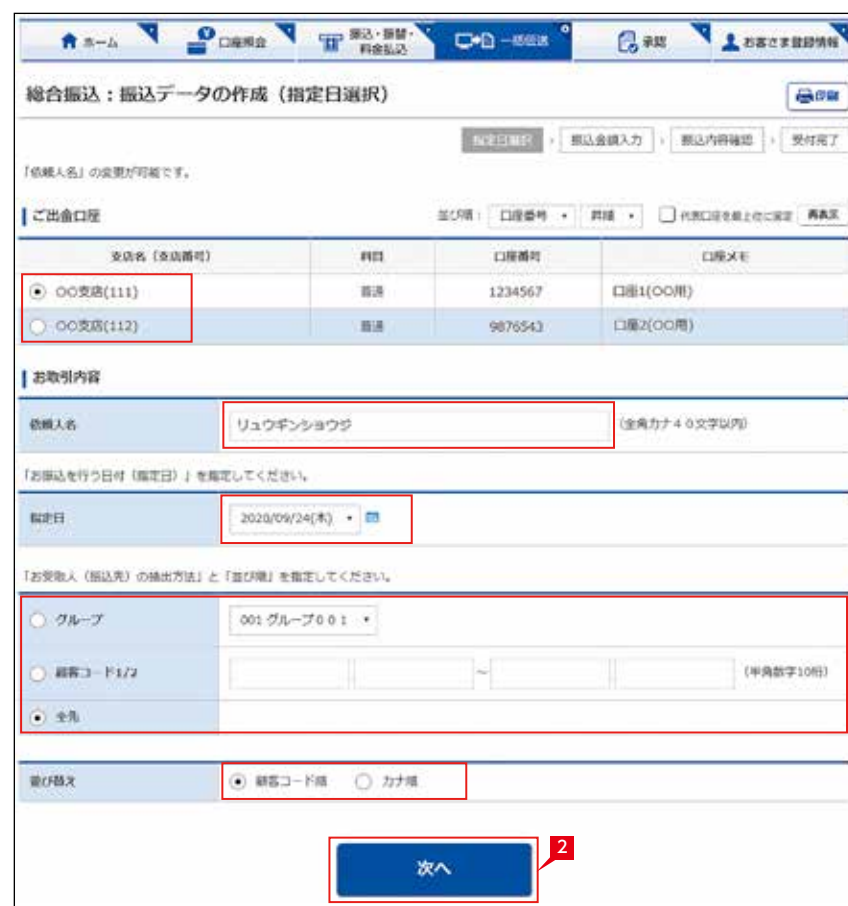 ホーム 口座照会 振込・振替・ 一括伝送 承認 お客さま登録情報
料金払込
総合振込：振込データの作成（指定日選択） 印刷
指定日選択 › 振込金額入力 › 振込内容確認 › 受付完了
「依頼人名」の変更が可能です。
ご出金口座 並び順： 口座番号 昇順 代表口座を最上位に固定 再表示
支店名（支店番号） 科目 口座番号 口座メモ
○○支店(111) 普通 1234567 口座1(○○用)
○○支店(112) 普通 9876543 口座2(○○用)
お取引内容
依頼人名 リュウギンショウジ （全角カナ４０文字以内）
「お振込を行う日付（指定日）」を指定してください。
指定日 2020/09/24(木)
「お受取人（振込先）の抽出方法」と「並び順」を指定してください。
グループ 001 グループ００１
顧客コード1/2 ～ （半角数字10桁）
全先
並び替え 顧客コード順 カナ順
2
次へ